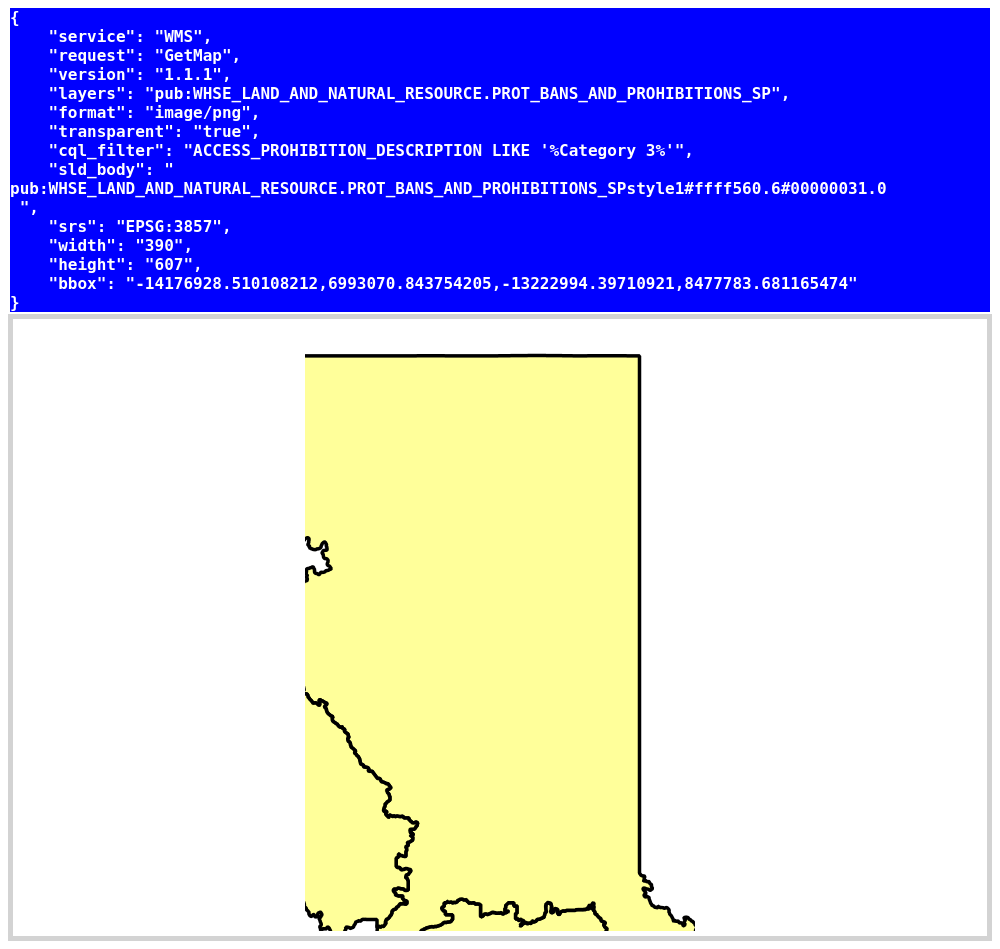 {
    "service": "WMS",
    "request": "GetMap",
    "version": "1.1.1",
    "layers": "pub:WHSE_LAND_AND_NATURAL_RESOURCE.PROT_BANS_AND_PROHIBITIONS_SP",
    "format": "image/png",
    "transparent": "true",
    "cql_filter": "ACCESS_PROHIBITION_DESCRIPTION LIKE '%Category 3%'",
    "sld_body": "
pub:WHSE_LAND_AND_NATURAL_RESOURCE.PROT_BANS_AND_PROHIBITIONS_SPstyle1#ffff560.6#00000031.0
 ",
    "srs": "EPSG:3857",
    "width": "390",
    "height": "607",
    "bbox": "-14176928.510108212,6993070.843754205,-13222994.39710921,8477783.681165474"
}